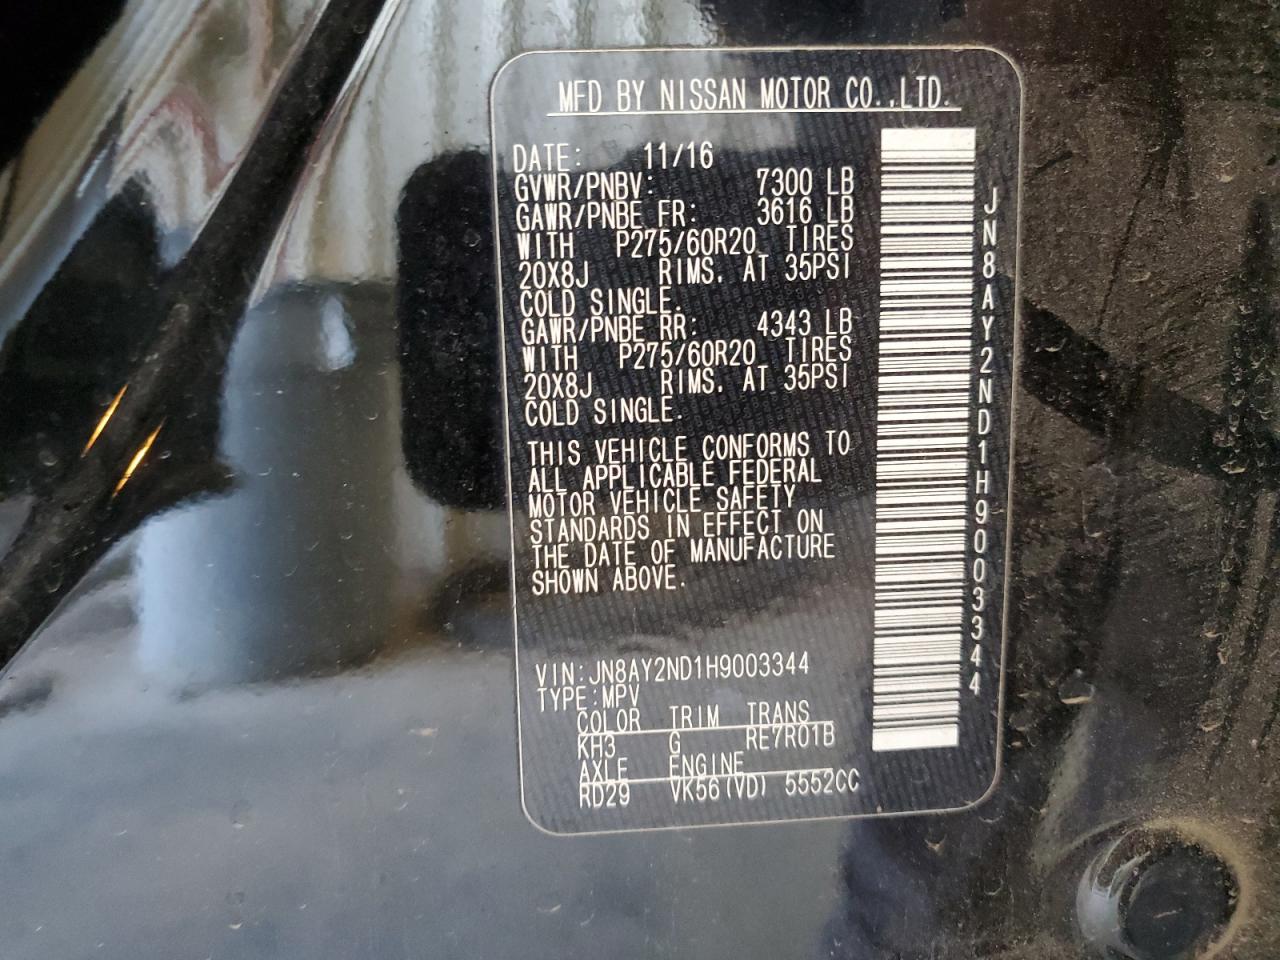 MFD BY NISSAN MOTOR CO.,LTD.
DATE: 11/16
GVWR/PNBV: 7300 LB
GAWR/PNBE FR: 3616 LB
WITH P275/60R20 TIRES
20X8J RIMS. AT 35PSI
COLD SINGLE.
GAWR/PNBE RR: 4343 LB
WITH P275/60R20 TIRES
20X8J RIMS. AT 35PSI
COLD SINGLE.
THIS VEHICLE CONFORMS TO
ALL APPLICABLE FEDERAL
MOTOR VEHICLE SAFETY
STANDARDS IN EFFECT ON
THE DATE OF MANUFACTURE
SHOWN ABOVE.
VIN:JN8AY2ND1H9003344
TYPE:MPV
COLOR TRIM TRANS
KH3 G RE7R01B
AXLE ENGINE
RD29 VK56(VD) 5552CC
JN8AY2ND1H9003344